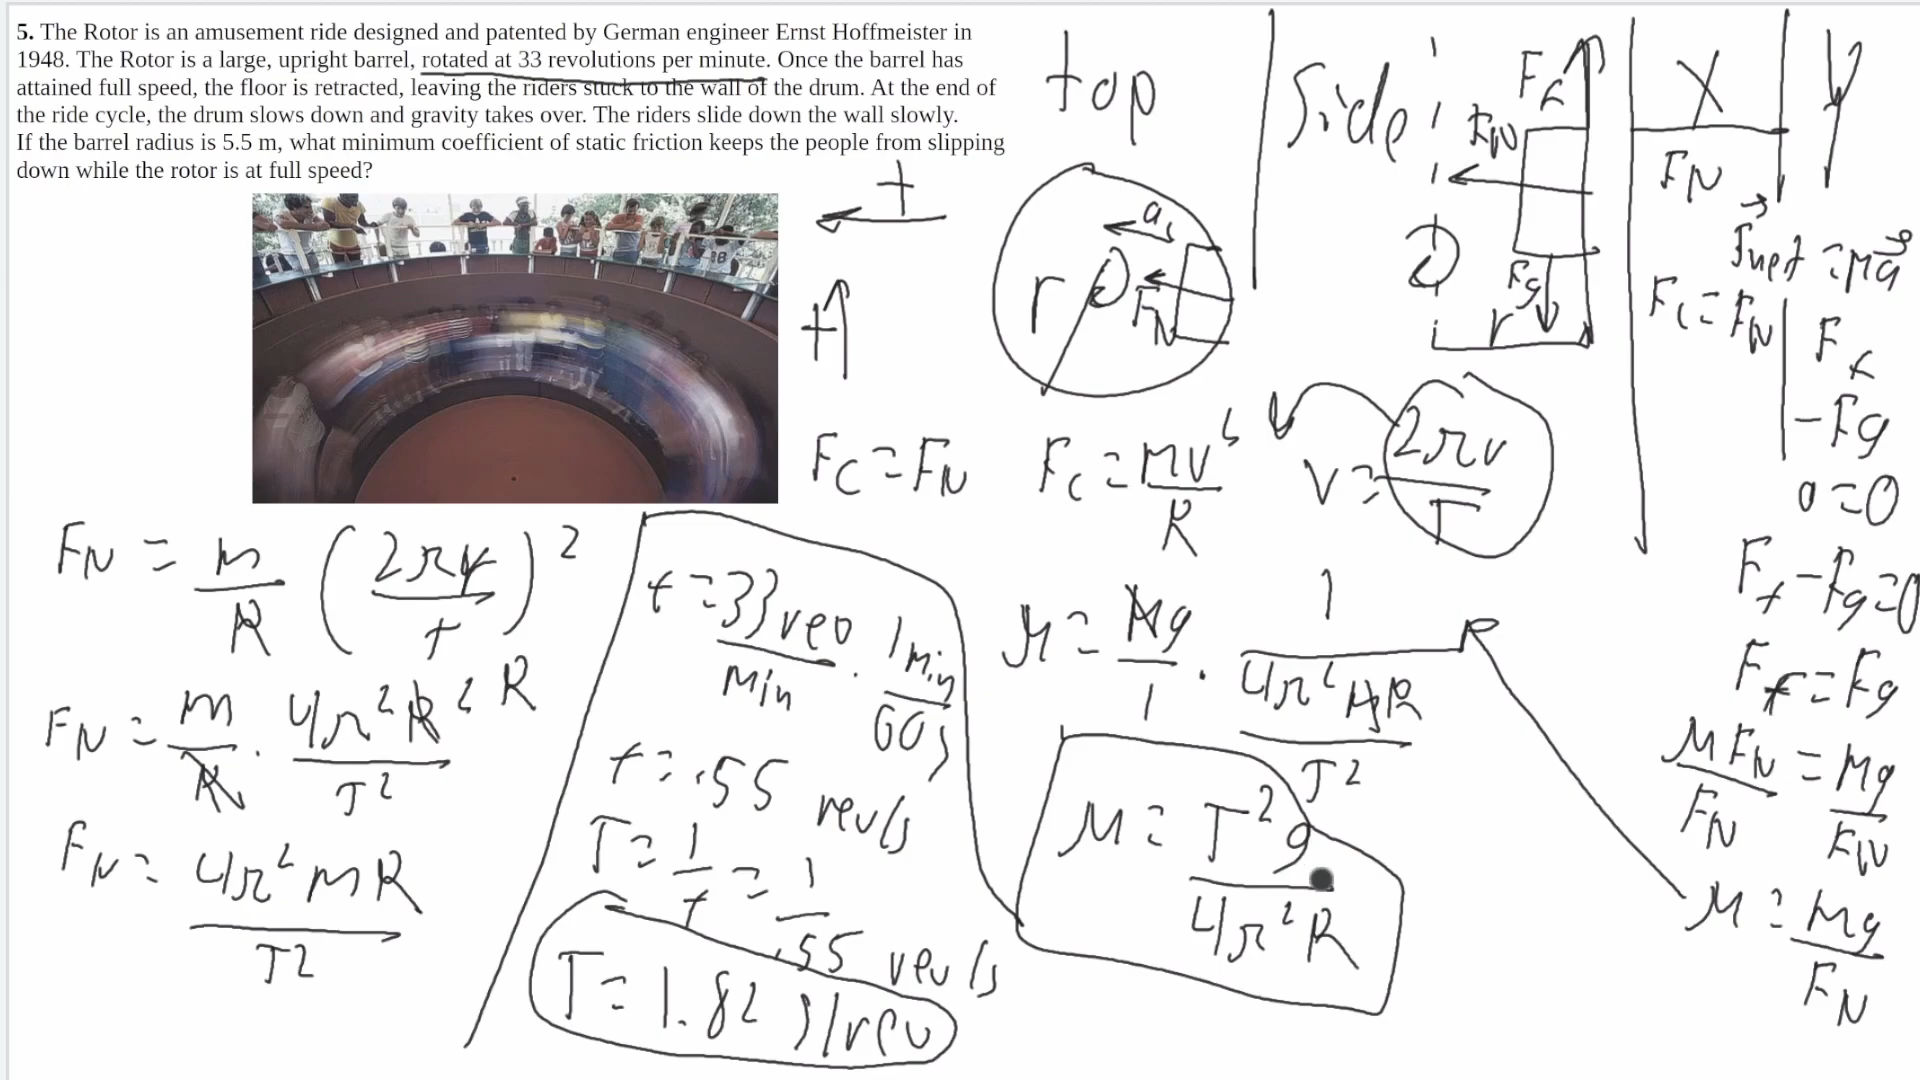 5. The Rotor is an amusement ride designed and patented by German engineer Ernst Hoffmeister in
1948. The Rotor is a large, upright barrel, rotated at 33 revolutions per minute. Once the barrel has
attained full speed, the floor is retracted, leaving the riders stuck to the wall of the drum. At the end of
the ride cycle, the drum slows down and gravity takes over. The riders slide down the wall slowly.
If the barrel radius is 5.5 m, what minimum coefficient of static friction keeps the people from slipping
down while the rotor is at full speed?
88
+
+
top
a
r
FN
Side
Ff
FN
Fg
r
X
FN
Fc = FN
y
Fnet = ma
Ff
- Fg
a = 0
Ff - Fg = 0
Ff = Fg
μFN/FN = mg/FN
μ = mg/FN
Fc = FN
Fc = mv²/R
v = 2πr/T
FN = m/R (2πr/T)²
FN = m/R · 4π²R²/T² R
FN = 4π²mR/T²
f = 33 rev/min · 1 min/60 s
f = .55 rev/s
T = 1/f = 1/.55 rev/s
T = 1.82 s/rev
μ = mg/1 · 1/4π²mR/T²
μ = T²g/4π²R